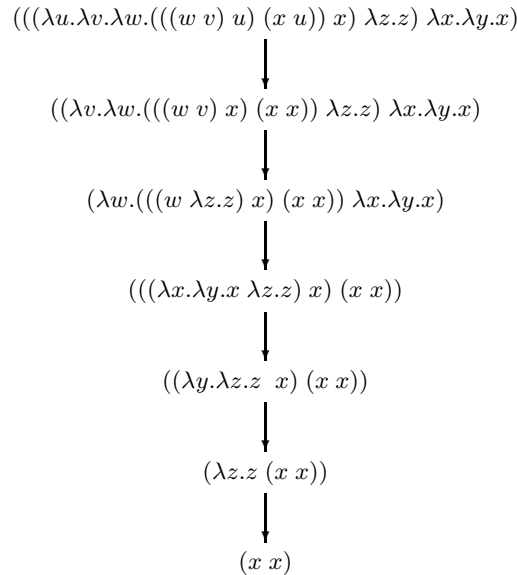 (((λu.λv.λw.(((w v) u) (x u)) x) λz.z) λx.λy.x)
((λv.λw.(((w v) x) (x x)) λz.z) λx.λy.x)
(λw.(((w λz.z) x) (x x)) λx.λy.x)
(((λx.λy.x λz.z) x) (x x))
((λy.λz.z x) (x x))
(λz.z (x x))
(x x)